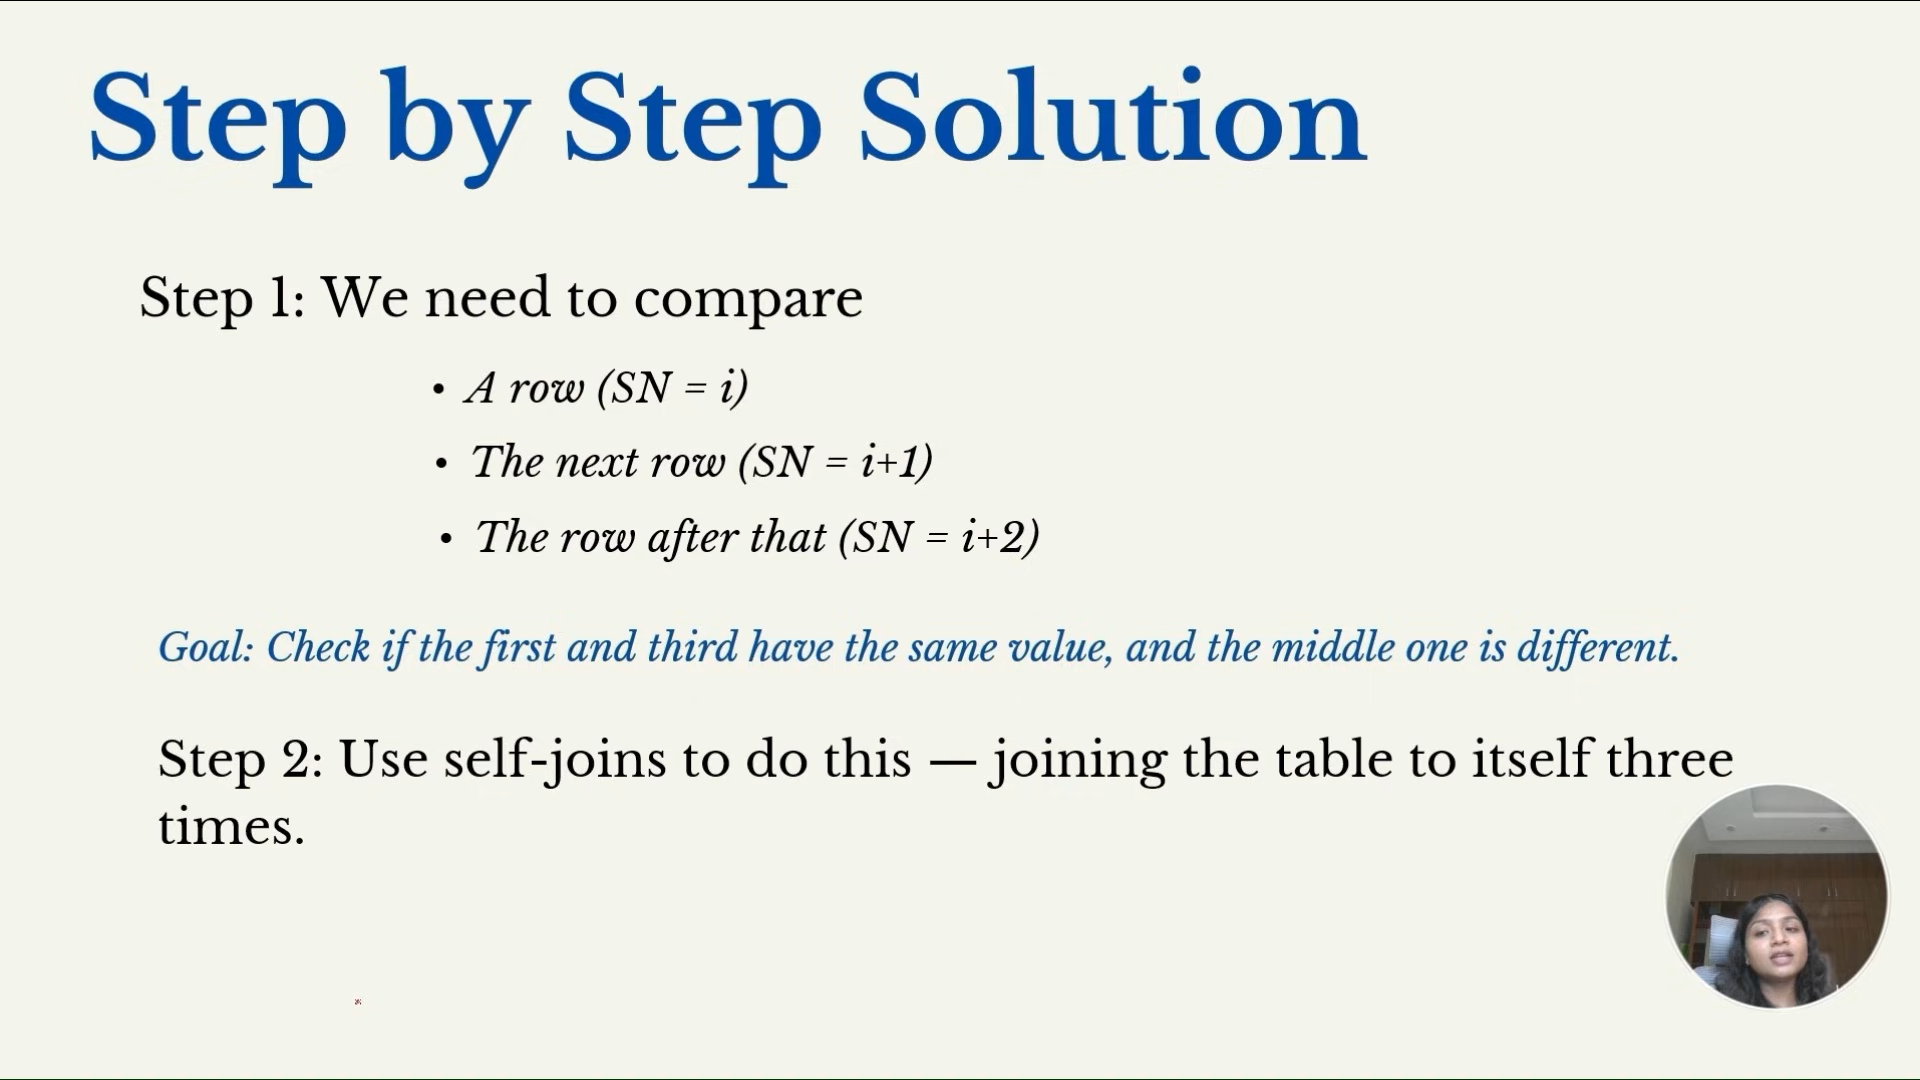 Step by Step Solution
Step 1: We need to compare
• A row (SN = i)
• The next row (SN = i+1)
• The row after that (SN = i+2)
Goal: Check if the first and third have the same value, and the middle one is different.
Step 2: Use self-joins to do this — joining the table to itself three
times.